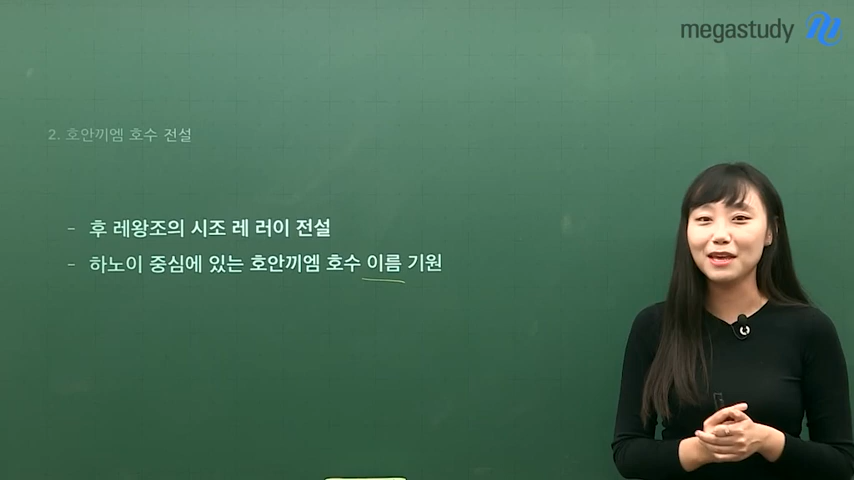 megastudy
2. 호안끼엠 호수 전설
- 후 레왕조의 시조 레 러이 전설
- 하노이 중심에 있는 호안끼엠 호수 이름 기원